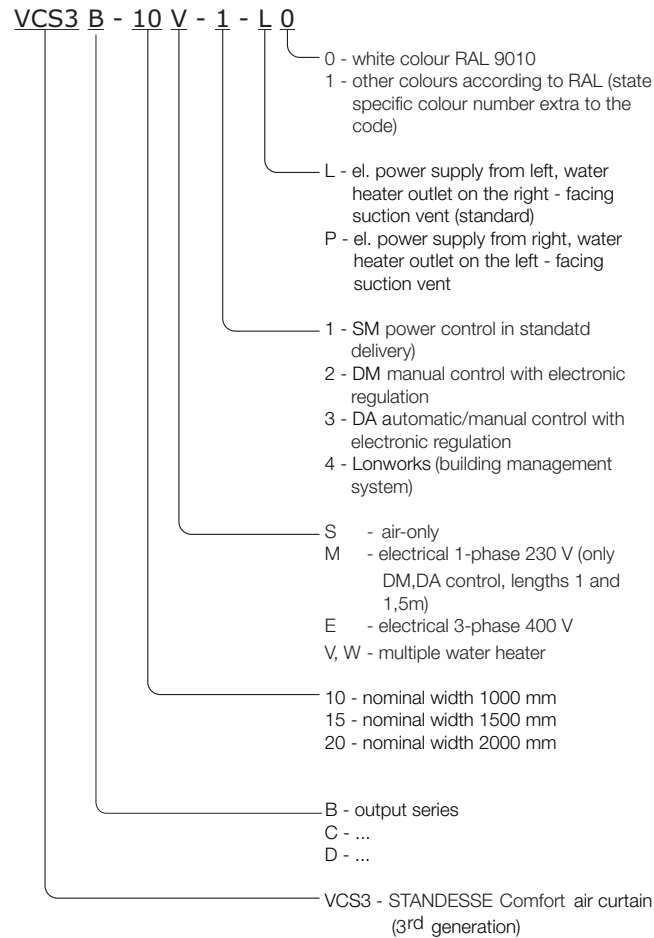 VCS3 B - 10 V - 1 - L 0
0 - white colour RAL 9010
1 - other colours according to RAL (state
specific colour number extra to the
code)
L - el. power supply from left, water
heater outlet on the right - facing
suction vent (standard)
P - el. power supply from right, water
heater outlet on the left - facing
suction vent
1 - SM power control in standatd
delivery)
2 - DM manual control with electronic
regulation
3 - DA automatic/manual control with
electronic regulation
4 - Lonworks (building management
system)
S - air-only
M - electrical 1-phase 230 V (only
DM,DA control, lengths 1 and
1,5m)
E - electrical 3-phase 400 V
V, W - multiple water heater
10 - nominal width 1000 mm
15 - nominal width 1500 mm
20 - nominal width 2000 mm
B - output series
C - ...
D - ...
VCS3 - STANDESSE Comfort air curtain
(3rd generation)